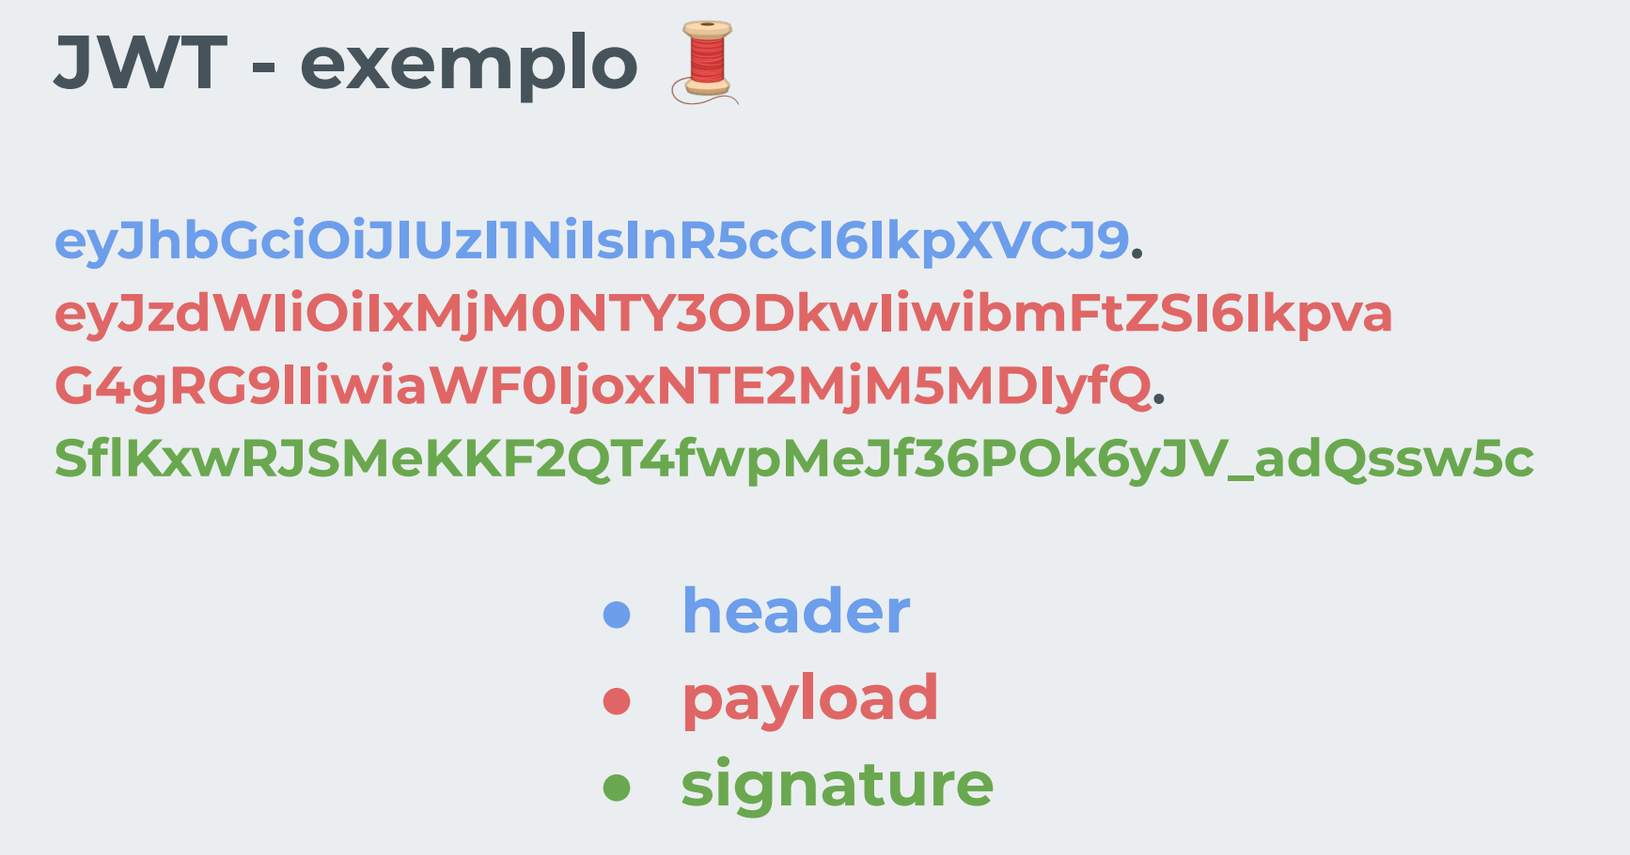 JWT - exemplo
eyJhbGciOiJIUzI1NiIsInR5cCI6IkpXVCJ9.
eyJzdWIiOiIxMjM0NTY3ODkwIiwibmFtZSI6Ikpva
G4gRG9lIiwiaWF0IjoxNTE2MjM5MDIyfQ.
SflKxwRJSMeKKF2QT4fwpMeJf36POk6yJV_adQssw5c
● header
● payload
● signature